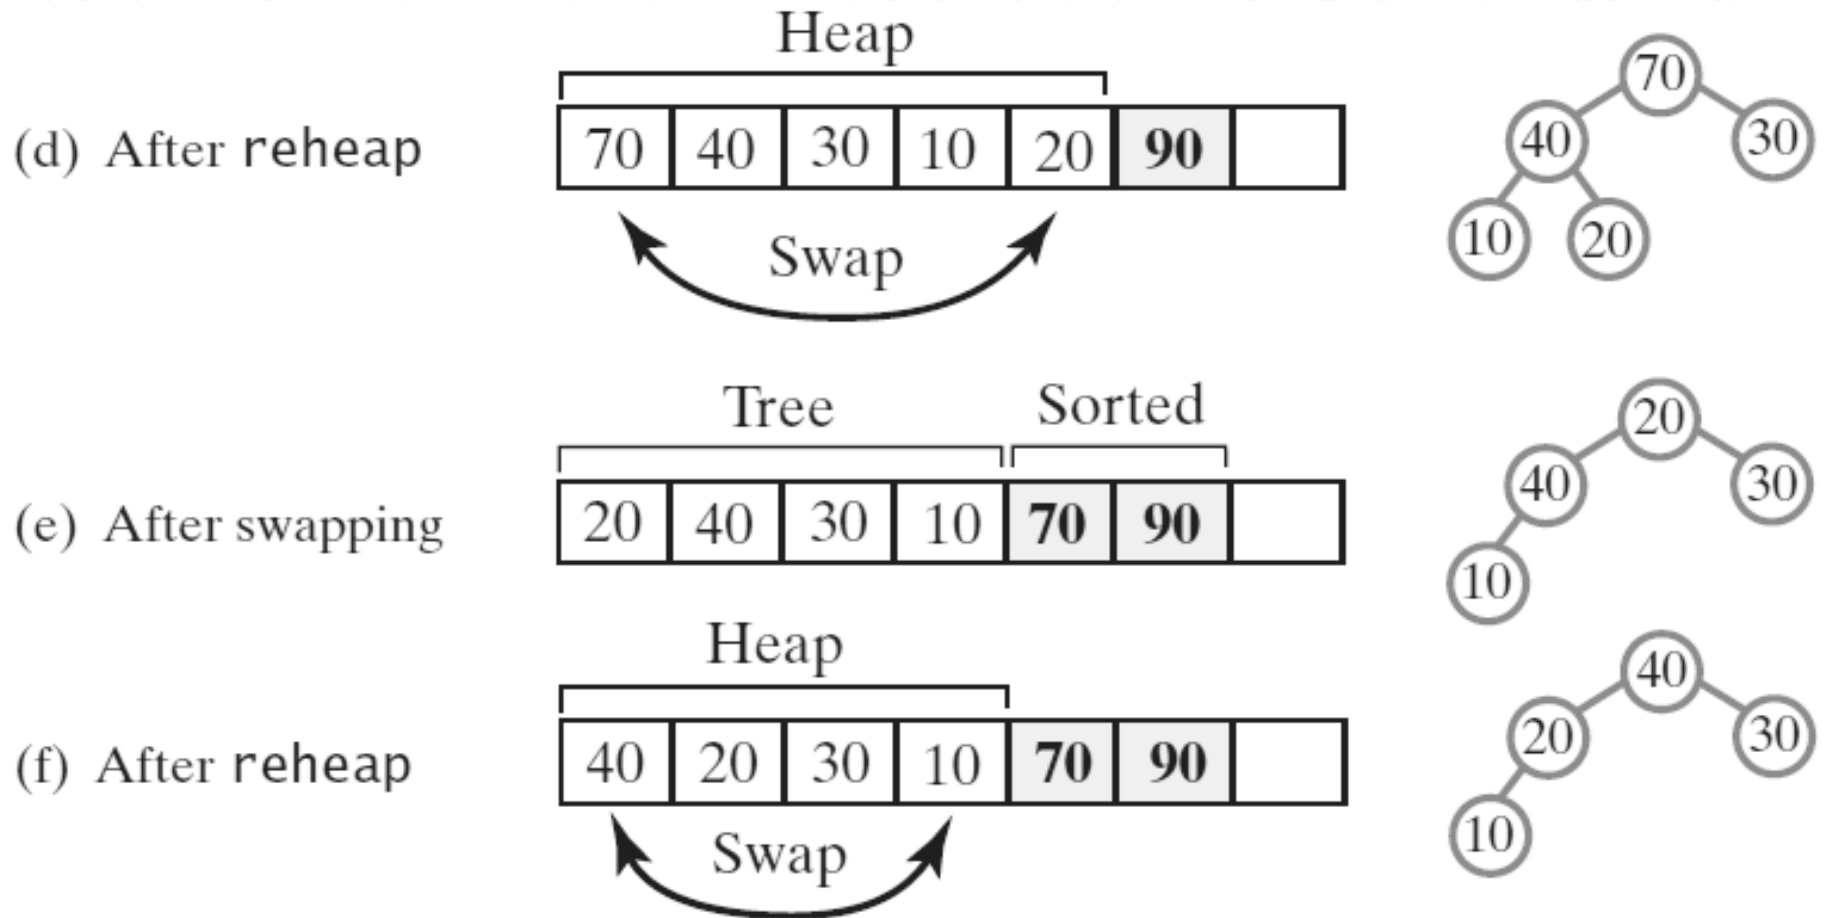 Heap
(d) After reheap
70 40 30 10 20 90
Swap
70
40 30
10 20
Tree Sorted
(e) After swapping
20 40 30 10 70 90
20
40 30
10
Heap
(f) After reheap
40 20 30 10 70 90
Swap
40
20 30
10